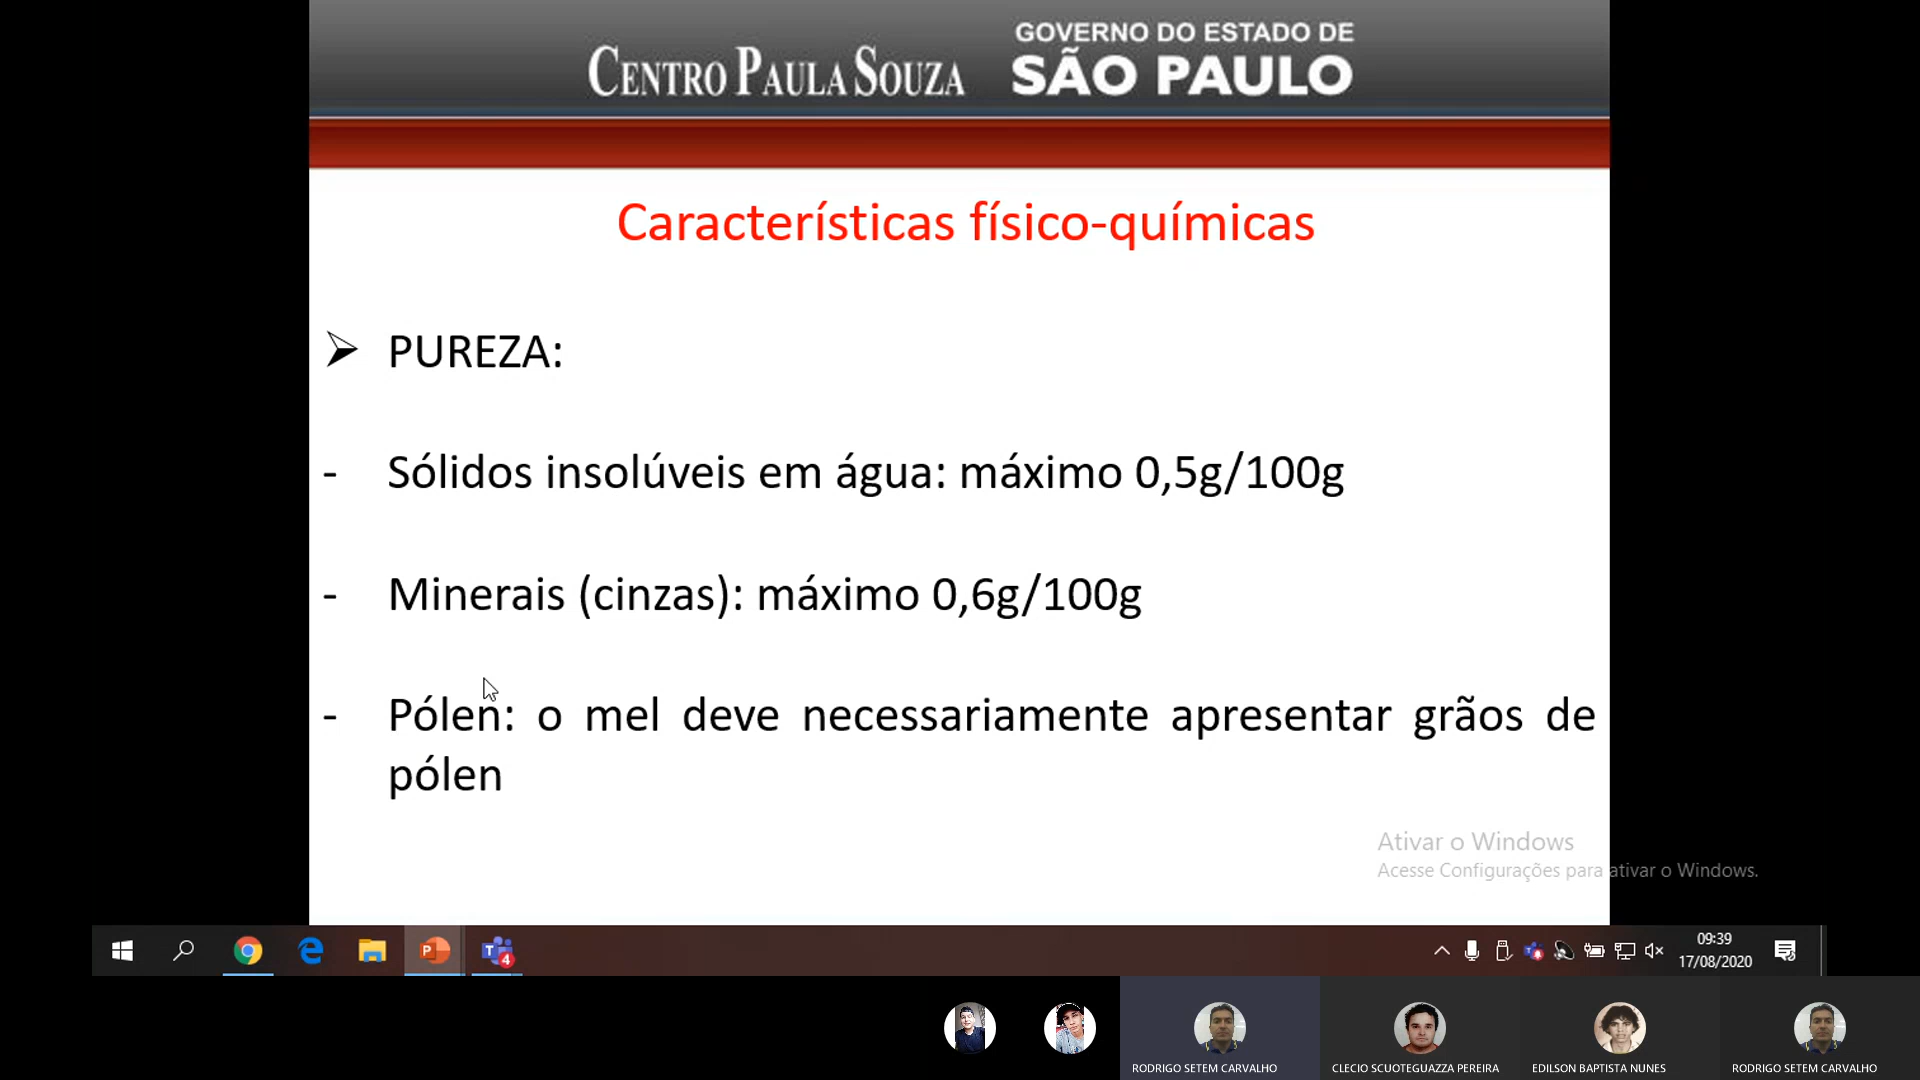 CENTRO PAULA SOUZA
GOVERNO DO ESTADO DE
SÃO PAULO
Características físico-químicas
➢ PUREZA:
- Sólidos insolúveis em água: máximo 0,5g/100g
- Minerais (cinzas): máximo 0,6g/100g
- Pólen: o mel deve necessariamente apresentar grãos de
pólen
Ativar o Windows
Acesse Configurações para ativar o Windows.
4
09:39
17/08/2020
RODRIGO SETEM CARVALHO
CLECIO SCUOTEGUAZZA PEREIRA
EDILSON BAPTISTA NUNES
RODRIGO SETEM CARVALHO